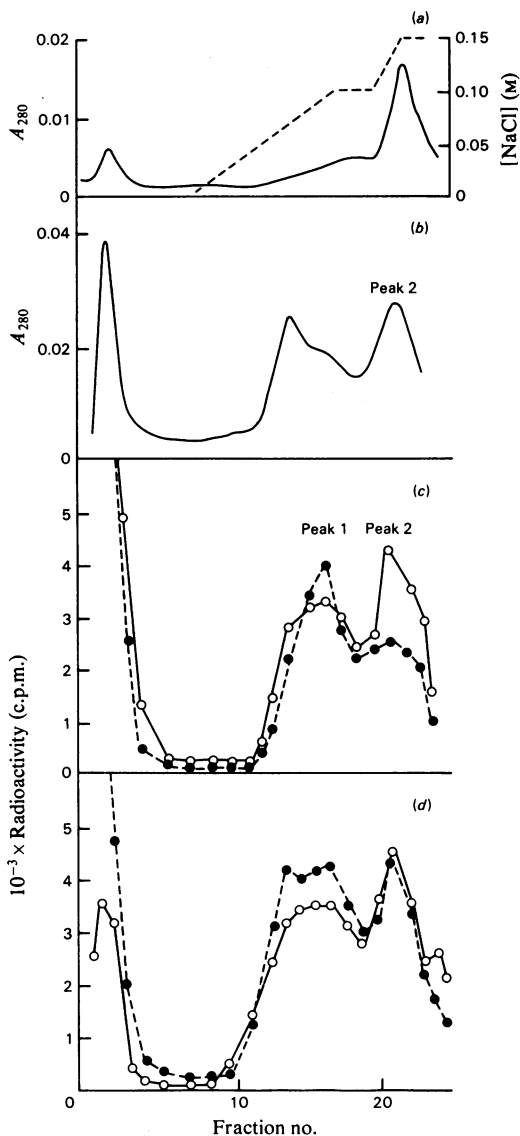 (a)
0.02
0.01
0
A280
0.15
0.10
0.05
0
[NaCl] (M)
(b)
0.04
0.02
0
A280
Peak 2
(c)
Peak 1 Peak 2
5
4
3
2
1
0
(d)
5
4
3
2
1
10⁻³ × Radioactivity (c.p.m.)
0 10 20
Fraction no.